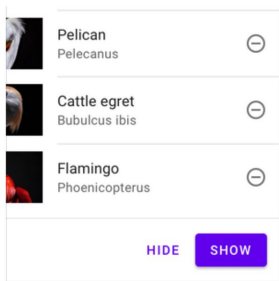 Pelican
Pelecanus
Cattle egret
Bubulcus ibis
Flamingo
Phoenicopterus
HIDE SHOW